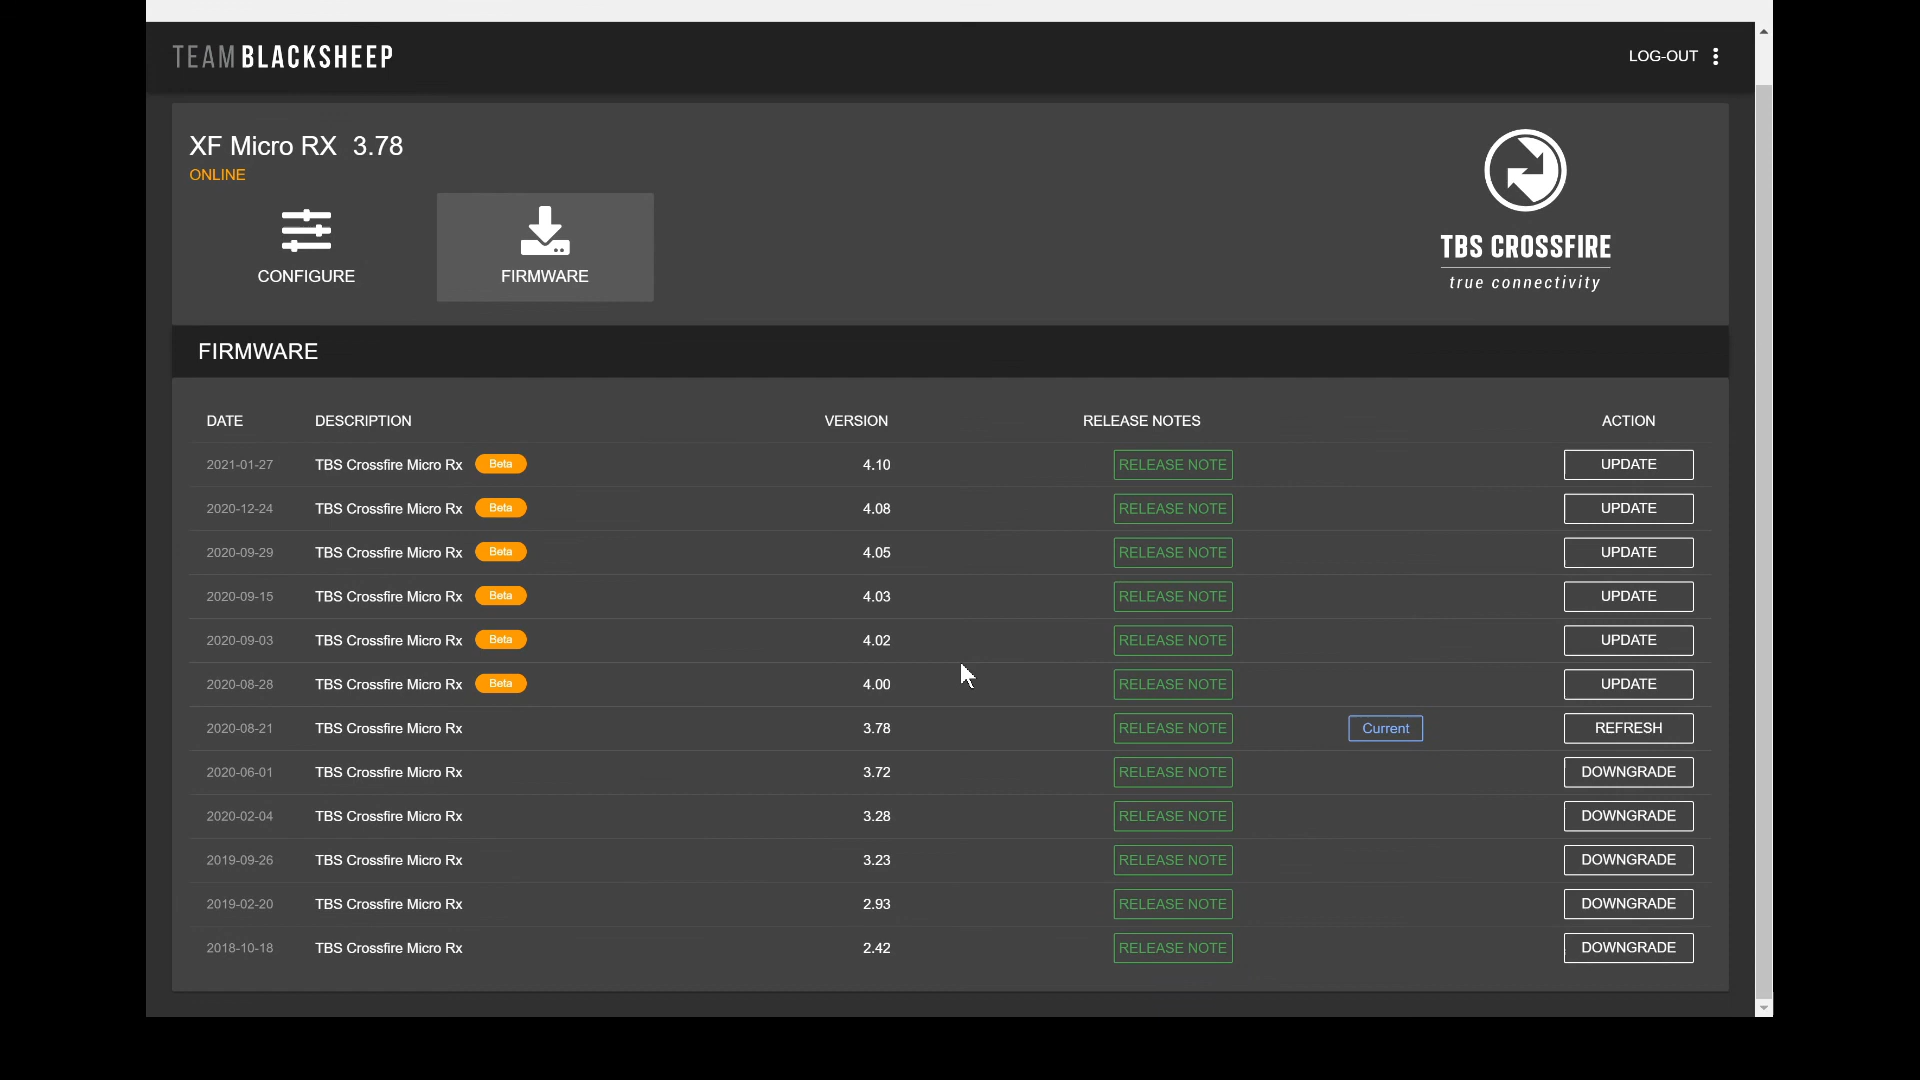 TEAM BLACKSHEEP
LOG-OUT
XF Micro RX 3.78
ONLINE
CONFIGURE
FIRMWARE
TBS CROSSFIRE
true connectivity
FIRMWARE
DATE DESCRIPTION VERSION RELEASE NOTES ACTION
2021-01-27 TBS Crossfire Micro Rx Beta 4.10 RELEASE NOTE UPDATE
2020-12-24 TBS Crossfire Micro Rx Beta 4.08 RELEASE NOTE UPDATE
2020-09-29 TBS Crossfire Micro Rx Beta 4.05 RELEASE NOTE UPDATE
2020-09-15 TBS Crossfire Micro Rx Beta 4.03 RELEASE NOTE UPDATE
2020-09-03 TBS Crossfire Micro Rx Beta 4.02 RELEASE NOTE UPDATE
2020-08-28 TBS Crossfire Micro Rx Beta 4.00 RELEASE NOTE UPDATE
2020-08-21 TBS Crossfire Micro Rx 3.78 RELEASE NOTE Current REFRESH
2020-06-01 TBS Crossfire Micro Rx 3.72 RELEASE NOTE DOWNGRADE
2020-02-04 TBS Crossfire Micro Rx 3.28 RELEASE NOTE DOWNGRADE
2019-09-26 TBS Crossfire Micro Rx 3.23 RELEASE NOTE DOWNGRADE
2019-02-20 TBS Crossfire Micro Rx 2.93 RELEASE NOTE DOWNGRADE
2018-10-18 TBS Crossfire Micro Rx 2.42 RELEASE NOTE DOWNGRADE